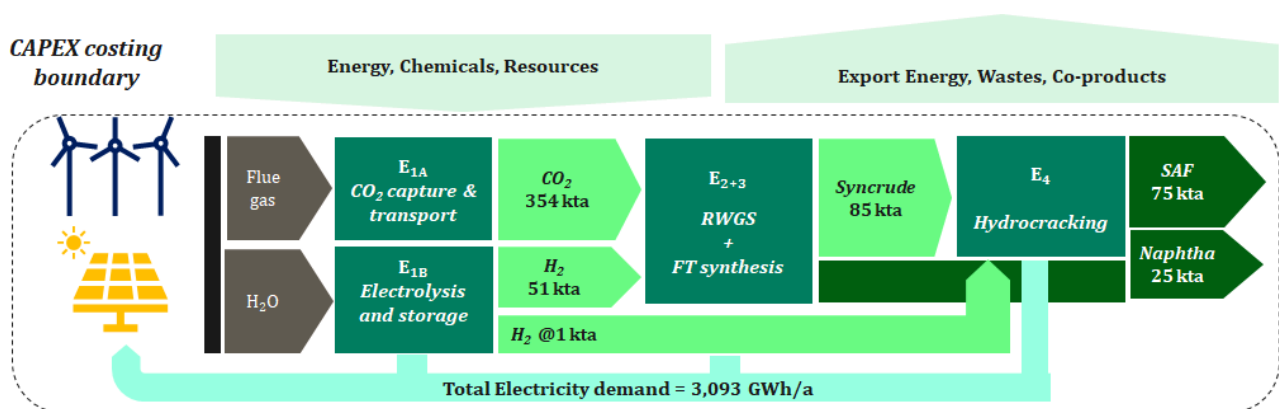 CAPEX costing
boundary
Energy, Chemicals, Resources
Export Energy, Wastes, Co-products
Flue
gas
E1A
CO2 capture &
transport
CO2
354 kta
E2+3
RWGS
+
FT synthesis
Syncrude
85 kta
E4
Hydrocracking
SAF
75 kta
Naphtha
25 kta
H2O
E1B
Electrolysis
and storage
H2
51 kta
H2 @1 kta
Total Electricity demand = 3,093 GWh/a